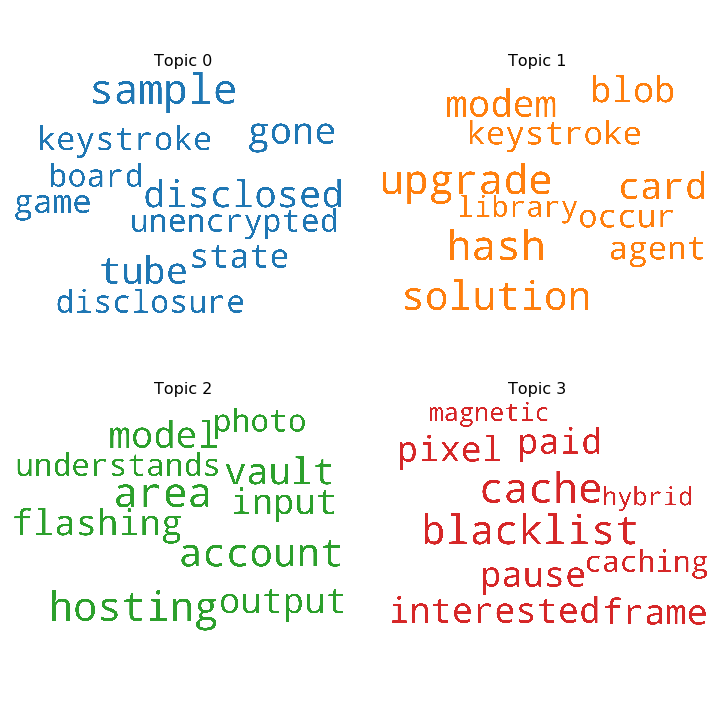 Topic 0
sample
gone
keystroke
board
disclosed
game
unencrypted
state
tube
disclosure
Topic 1
blob
modem
keystroke
upgrade
card
library
occur
hash
agent
solution
Topic 2
photo
model
understands
vault
area
input
flashing
account
hosting
output
Topic 3
magnetic
paid
pixel
cache
hybrid
blacklist
caching
pause
interested
frame